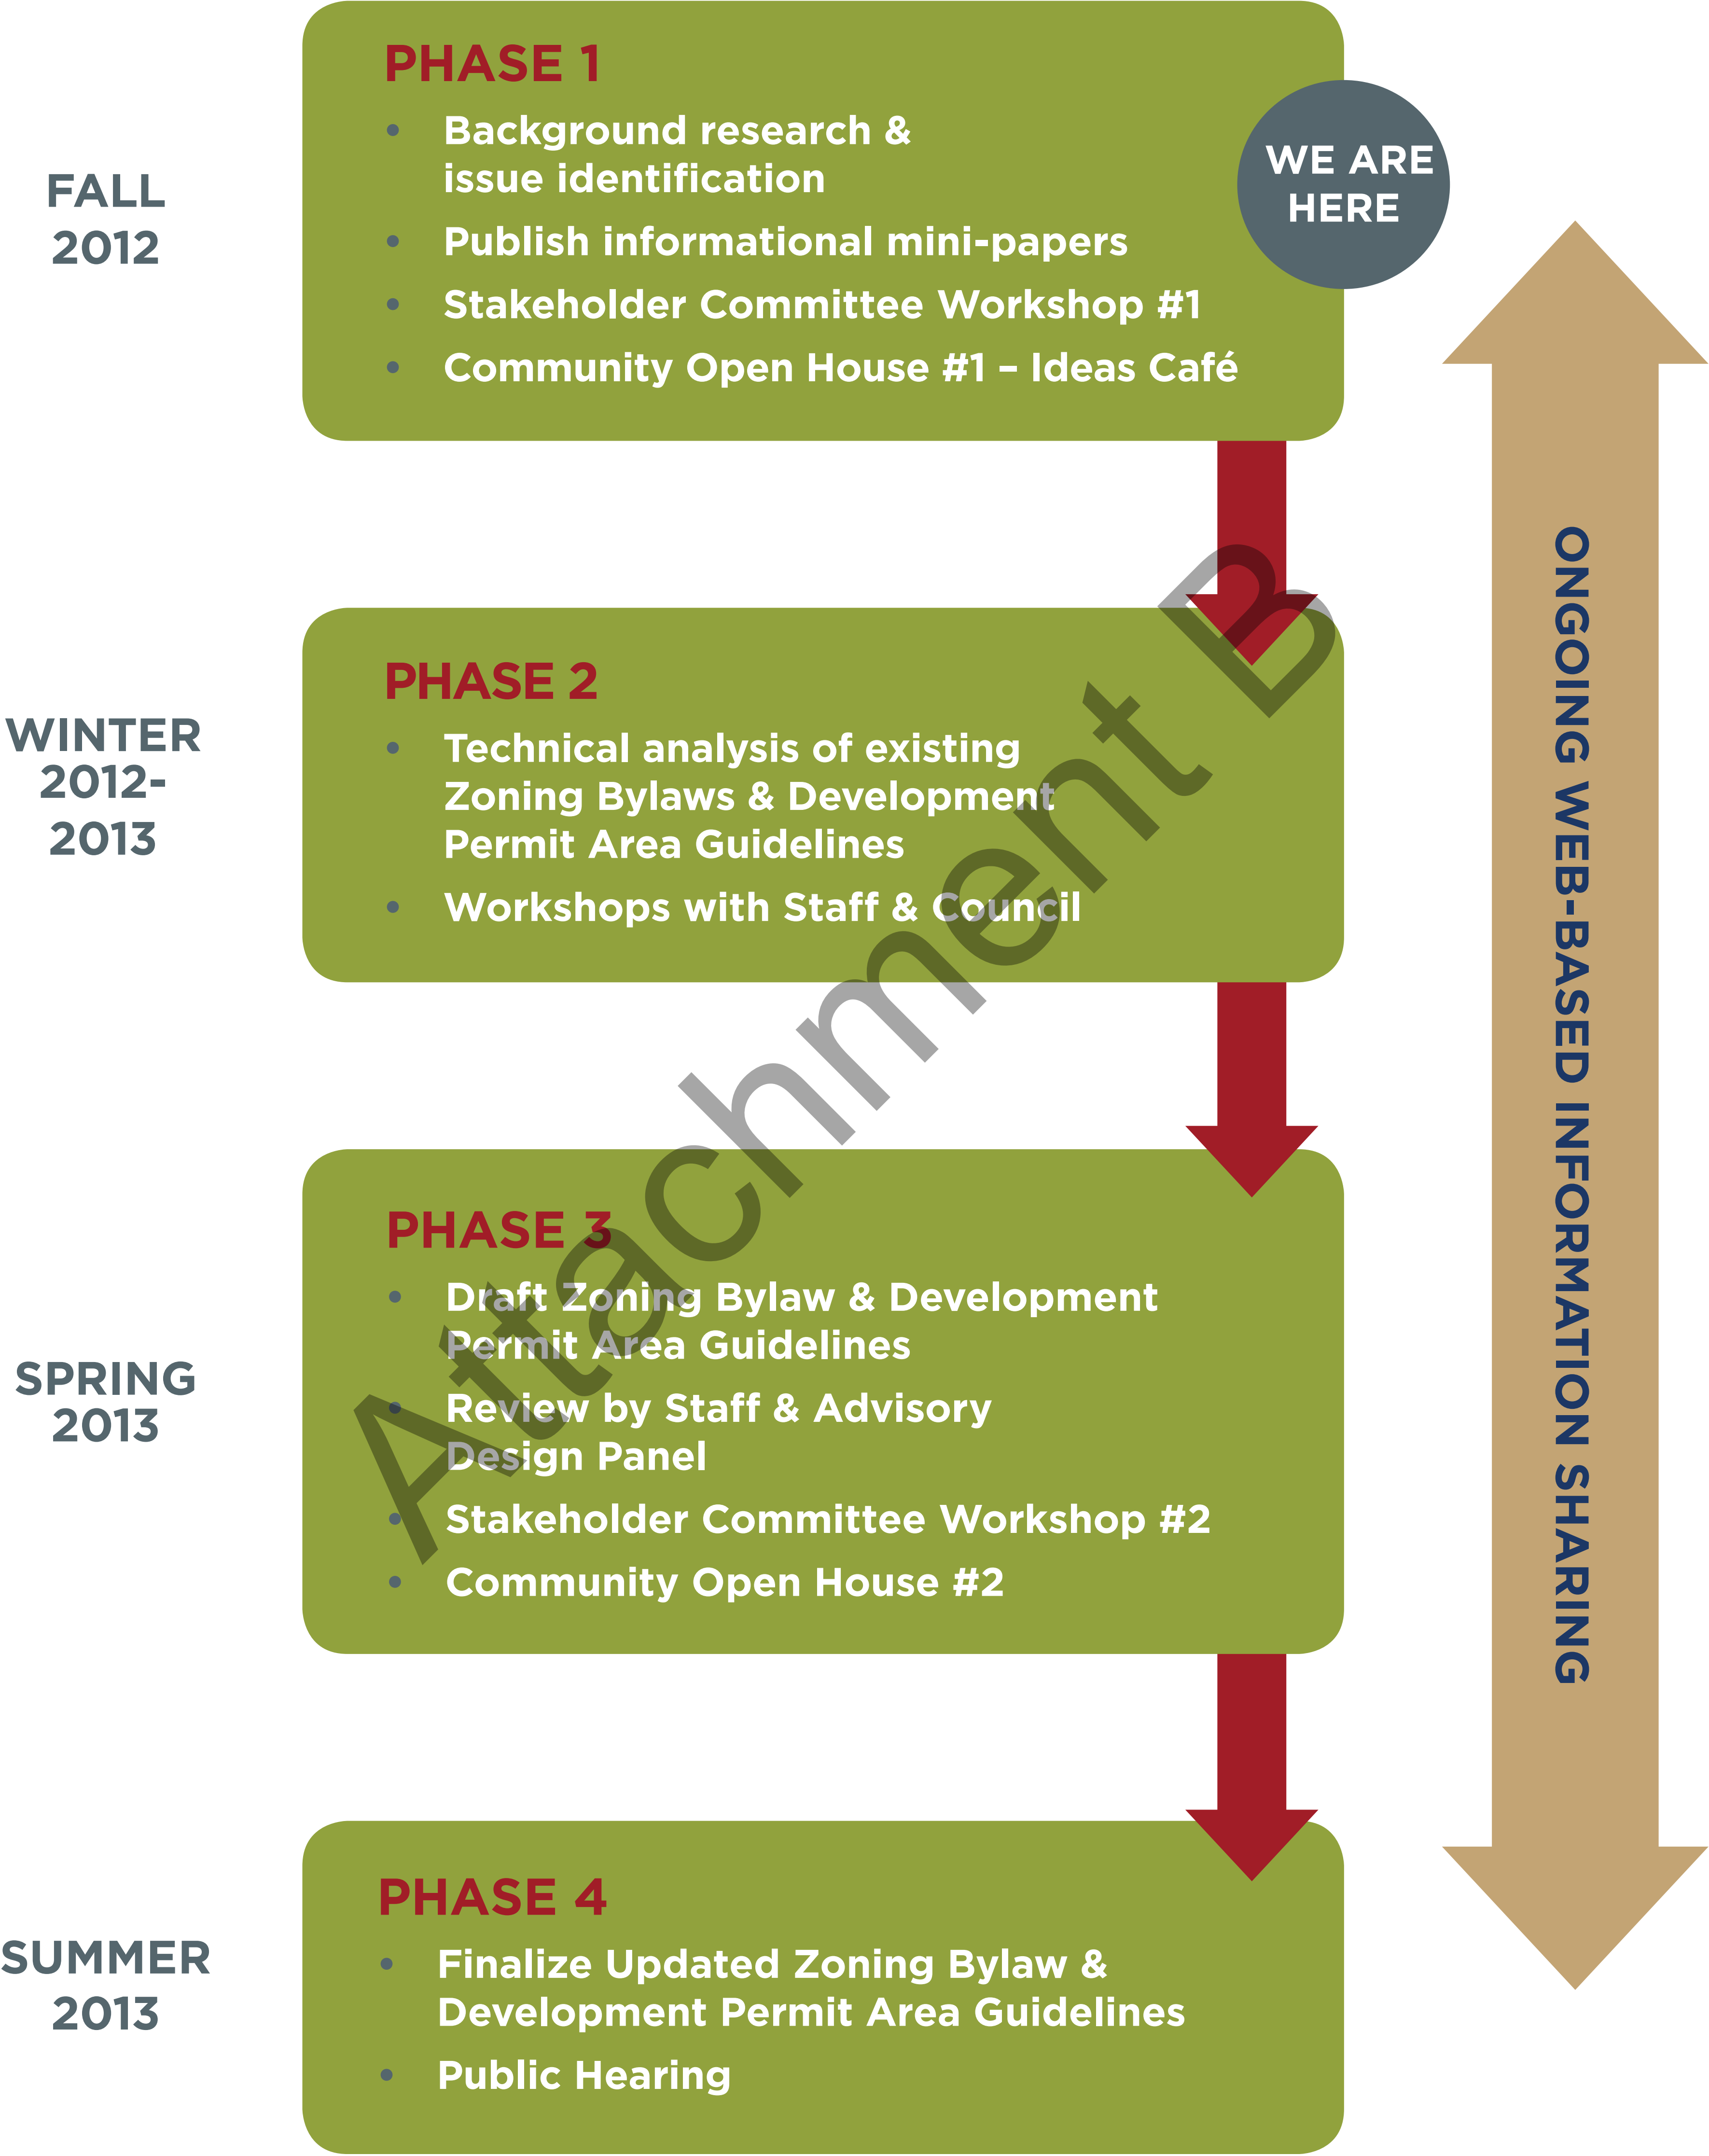 FALL
2012
PHASE 1
• Background research &
issue identification
• Publish informational mini-papers
• Stakeholder Committee Workshop #1
• Community Open House #1 – Ideas Café
WE ARE
HERE
WINTER
2012-
2013
PHASE 2
• Technical analysis of existing
Zoning Bylaws & Development
Permit Area Guidelines
• Workshops with Staff & Council
SPRING
2013
PHASE 3
• Draft Zoning Bylaw & Development
Permit Area Guidelines
• Review by Staff & Advisory
Design Panel
• Stakeholder Committee Workshop #2
• Community Open House #2
SUMMER
2013
PHASE 4
• Finalize Updated Zoning Bylaw &
Development Permit Area Guidelines
• Public Hearing
ONGOING WEB-BASED INFORMATION SHARING
Attachment B